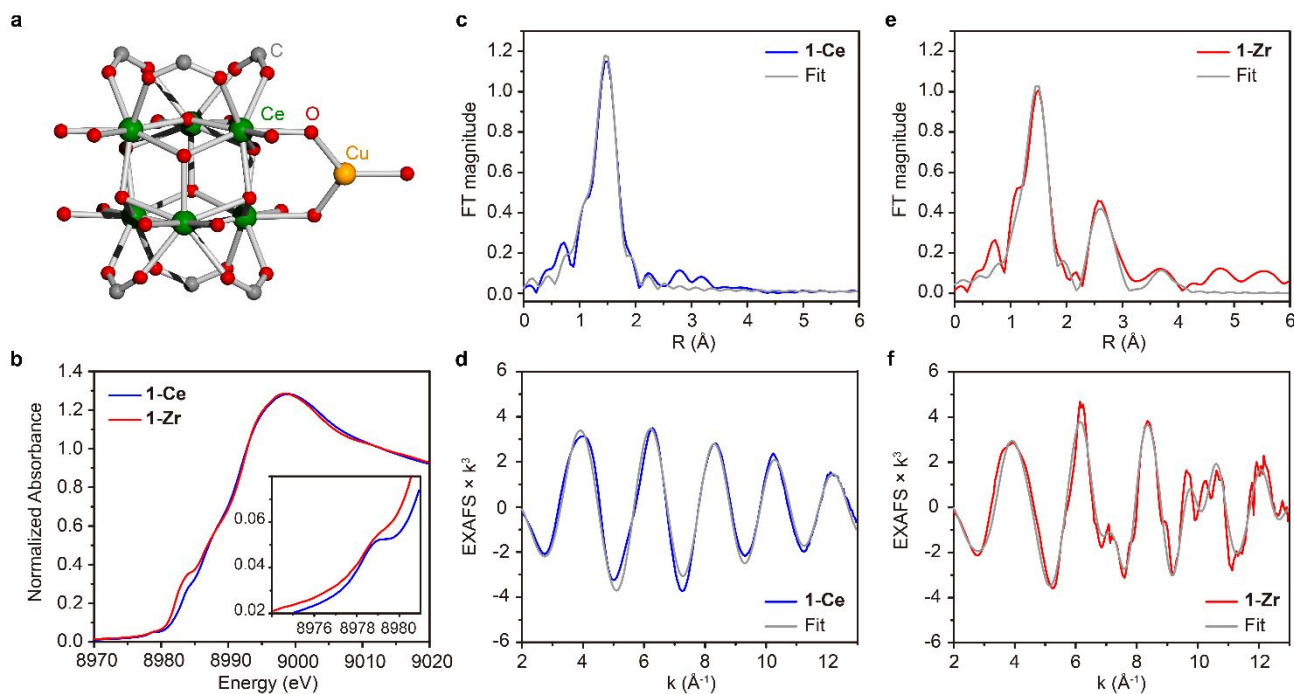 a
C
Ce
O
Cu
b
1.4
1.2
1.0
0.8
0.6
0.4
0.2
0.0
Normalized Absorbance
1-Ce
1-Zr
0.06
0.04
0.02
8976 8978 8980
8970 8980 8990 9000 9010 9020
Energy (eV)
c
1.2
1.0
0.8
0.6
0.4
0.2
0.0
FT magnitude
1-Ce
Fit
0 1 2 3 4 5 6
R (Å)
d
6
4
2
0
-2
-4
-6
EXAFS × k³
1-Ce
Fit
2 4 6 8 10 12
k (Å⁻¹)
e
1.2
1.0
0.8
0.6
0.4
0.2
0.0
FT magnitude
1-Zr
Fit
0 1 2 3 4 5 6
R (Å)
f
6
4
2
0
-2
-4
-6
EXAFS × k³
1-Zr
Fit
2 4 6 8 10 12
k (Å⁻¹)